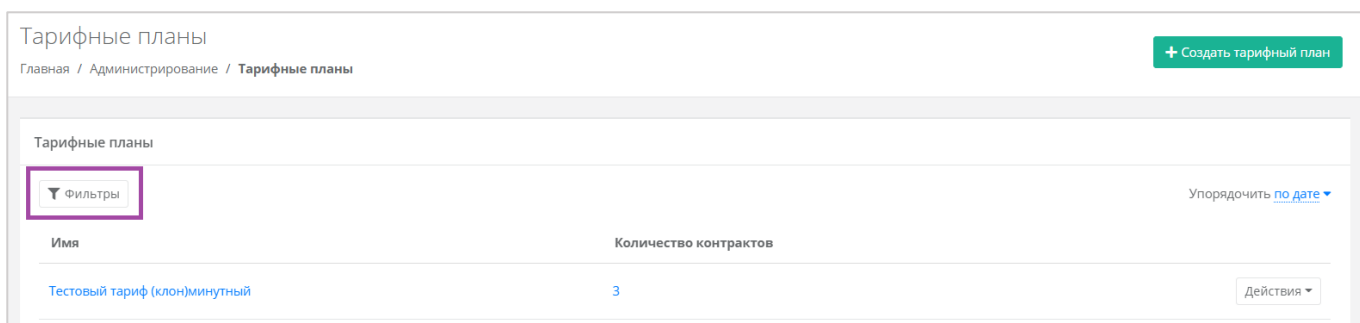 Тарифные планы
+ Создать тарифный план
Главная / Администрирование / Тарифные планы
Тарифные планы
Фильтры
Упорядочить по дате
Имя
Количество контрактов
Тестовый тариф (клон)минутный
3
Действия